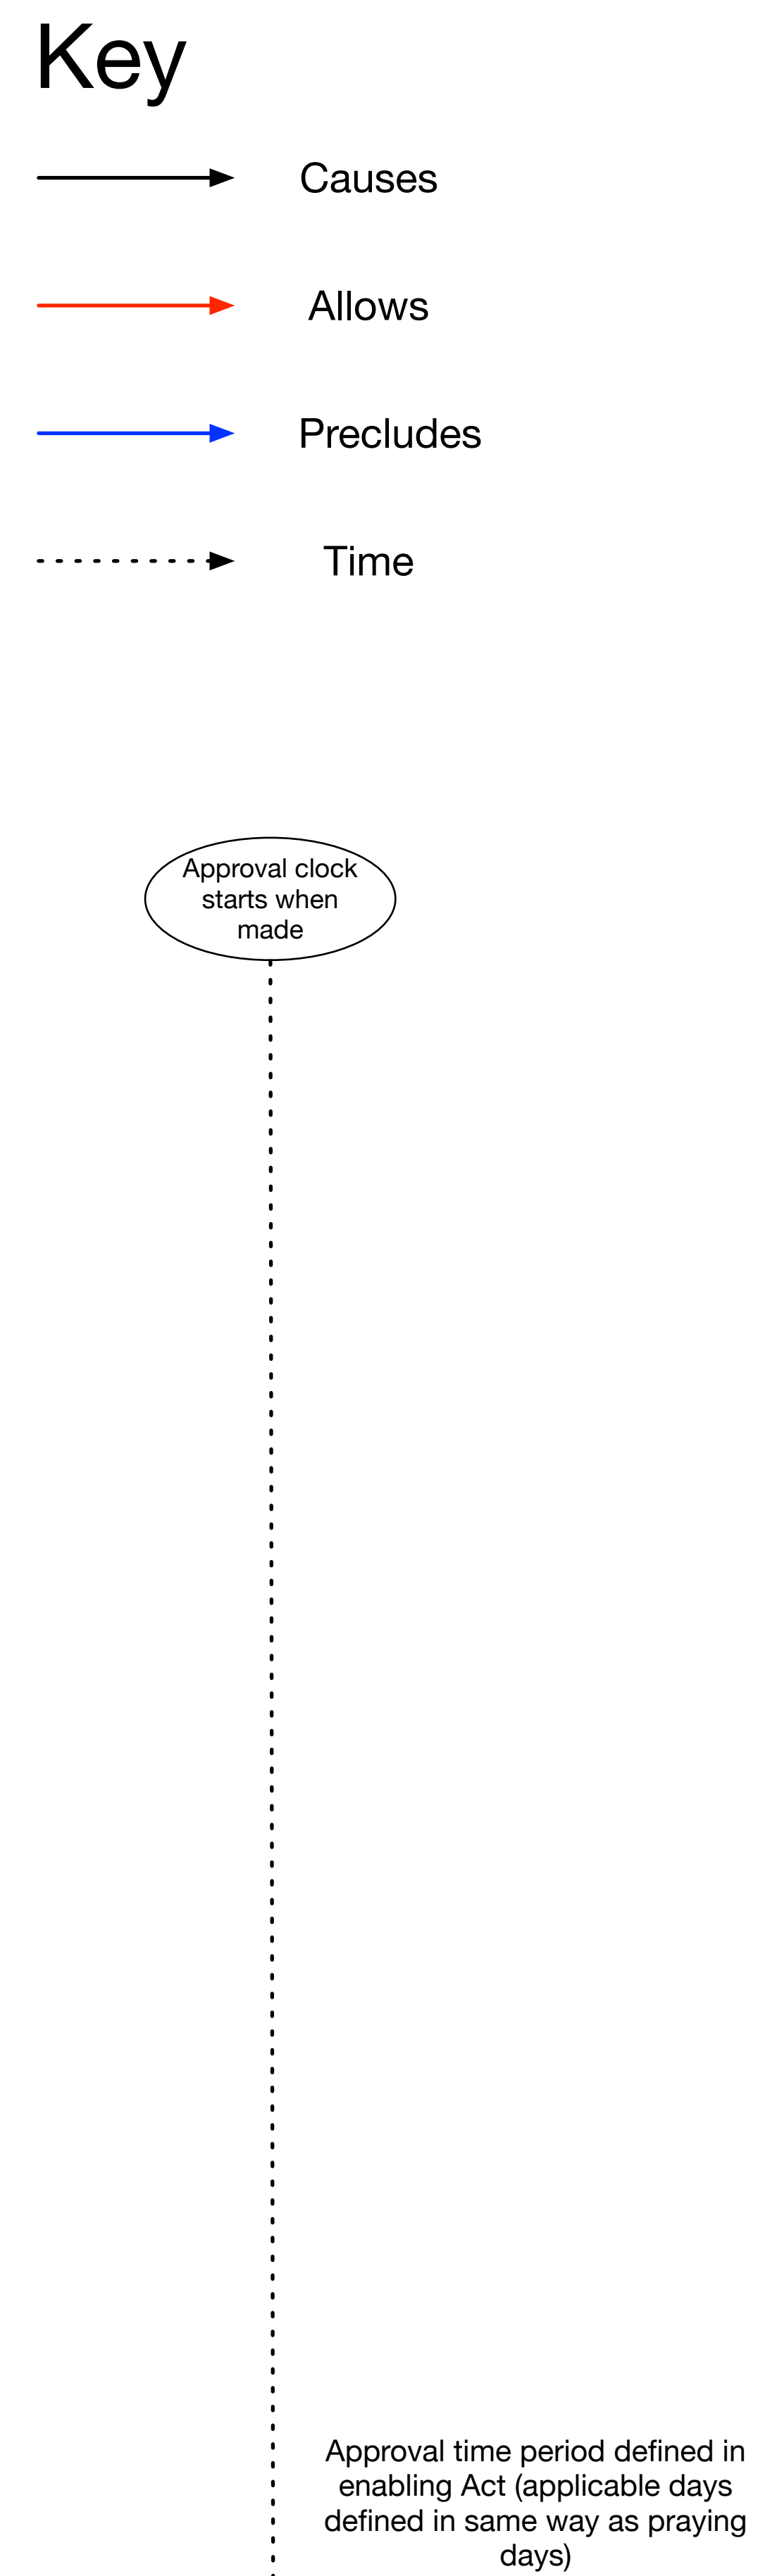 Key
Causes
Allows
Precludes
Time
Approval clock
starts when
made
Approval time period defined in
enabling Act (applicable days
defined in same way as praying
days)